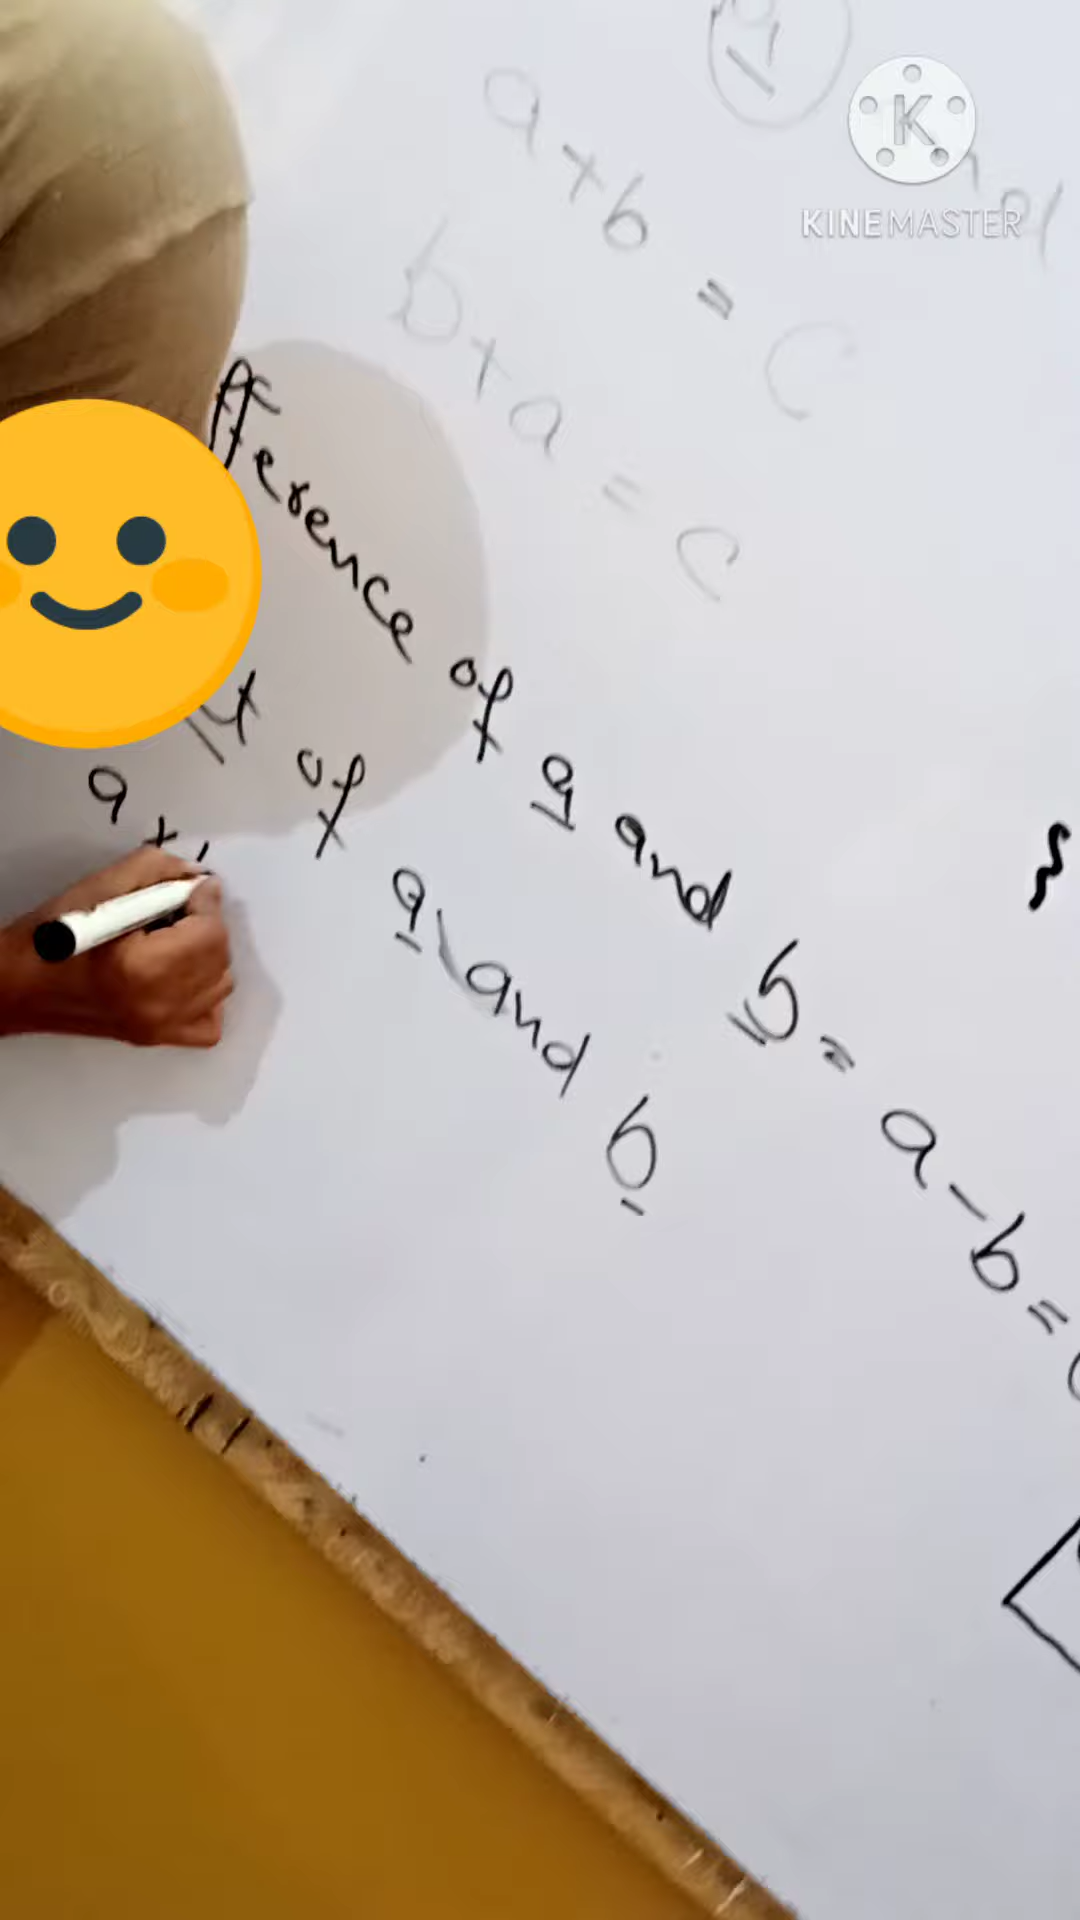 a + b = c
b + a = c
fference of a and b = a - b =
of a and b
a ×
KINEMASTER